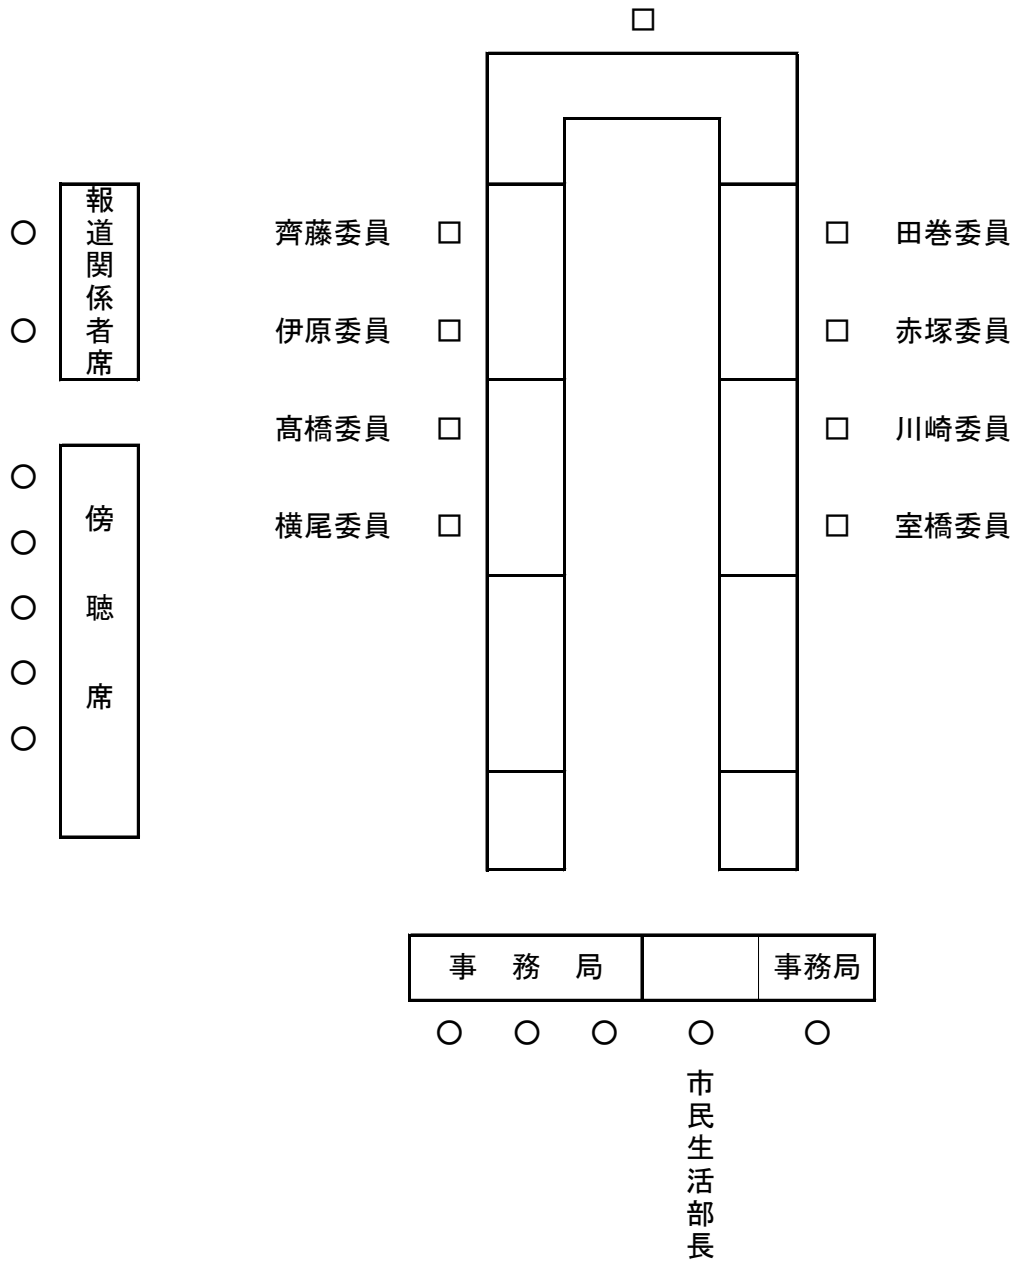 報道関係者席
齊藤委員
田巻委員
伊原委員
赤塚委員
髙橋委員
川崎委員
横尾委員
室橋委員
傍聴席
事務局
事務局
市民生活部長